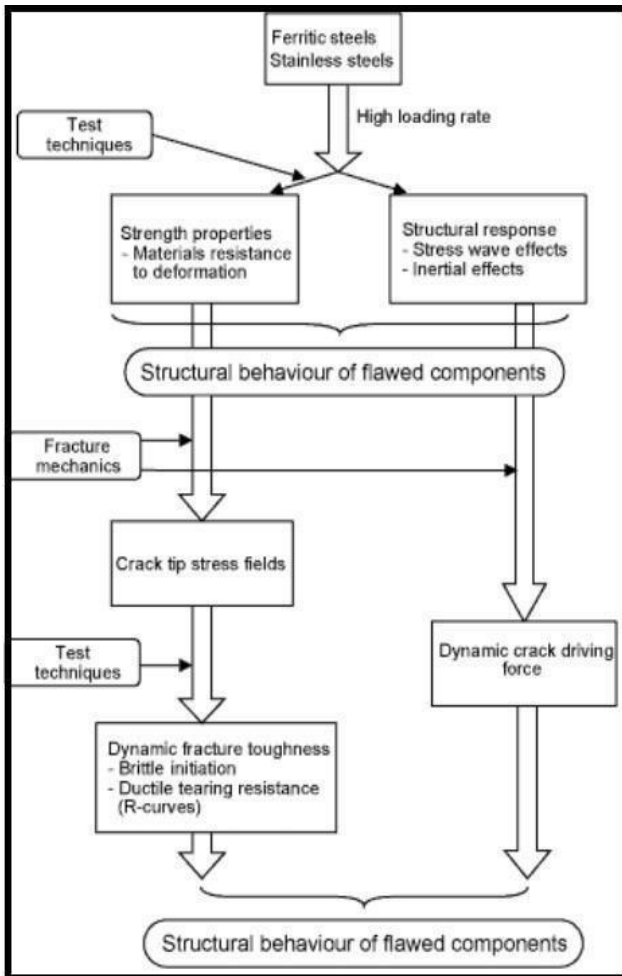 Ferritic steels
Stainless steels
High loading rate
Test
techniques
Strength properties
- Materials resistance
to deformation
Structural response
- Stress wave effects
- Inertial effects
Structural behaviour of flawed components
Fracture
mechanics
Crack tip stress fields
Test
techniques
Dynamic crack driving
force
Dynamic fracture toughness
- Brittle initiation
- Ductile tearing resistance
(R-curves)
Structural behaviour of flawed components